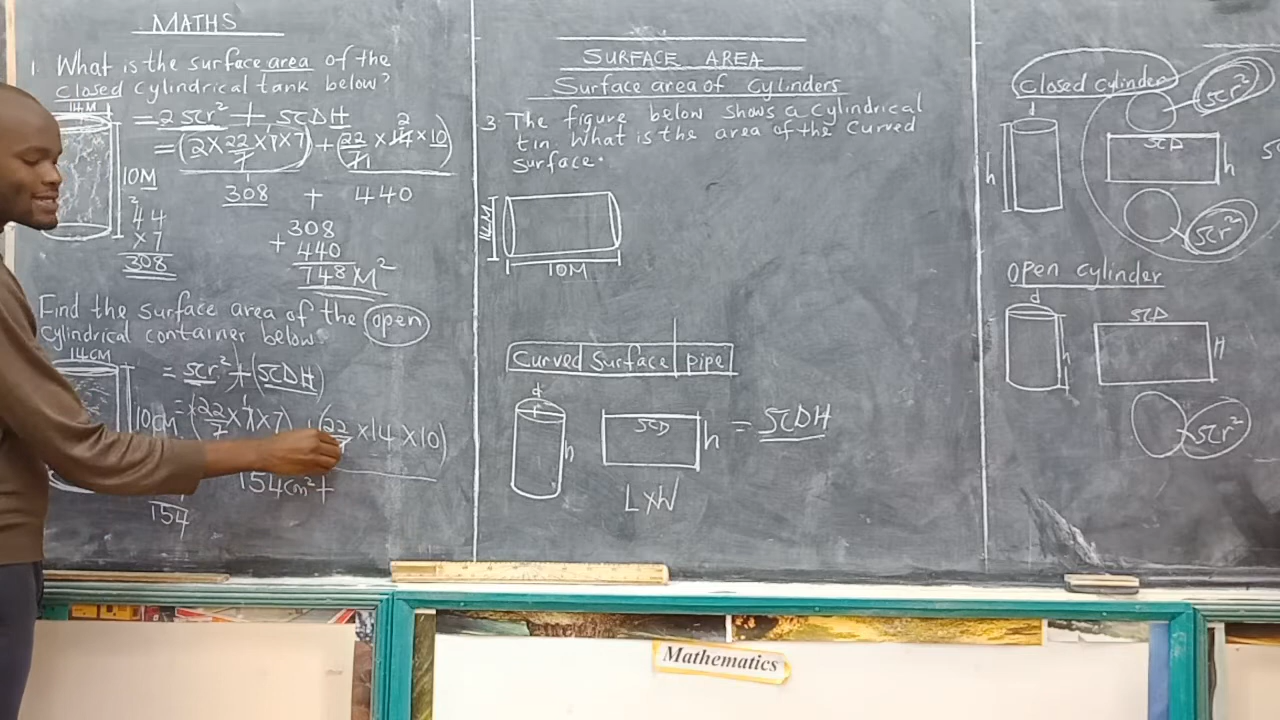 MATHS
1. What is the surface area of the
closed cylindrical tank below?
14M
= 2πr² + πDH
= (2 × 22/7 × 7 × 7) + (22/7 × 14 × 10)
2
1
10M
308 + 440
2
44
× 7
308
308
+ 440
748 M²
Find the surface area of the open
cylindrical container below.
14CM
= πr² + (πDH)
10CM
= (22/7 × 7 × 7) (22 × 14 × 10)
154cm² +
154
SURFACE AREA
Surface area of cylinders
3. The figure below shows a cylindrical
tin. What is the area of the curved
surface.
14M
10M
Curved Surface pipe
d
r
h
πD
h
= πDH
L×W
Closed cylinder
d
h
πr²
πD
h
πr²
Open cylinder
d
h
πD
H
πr²
Mathematics